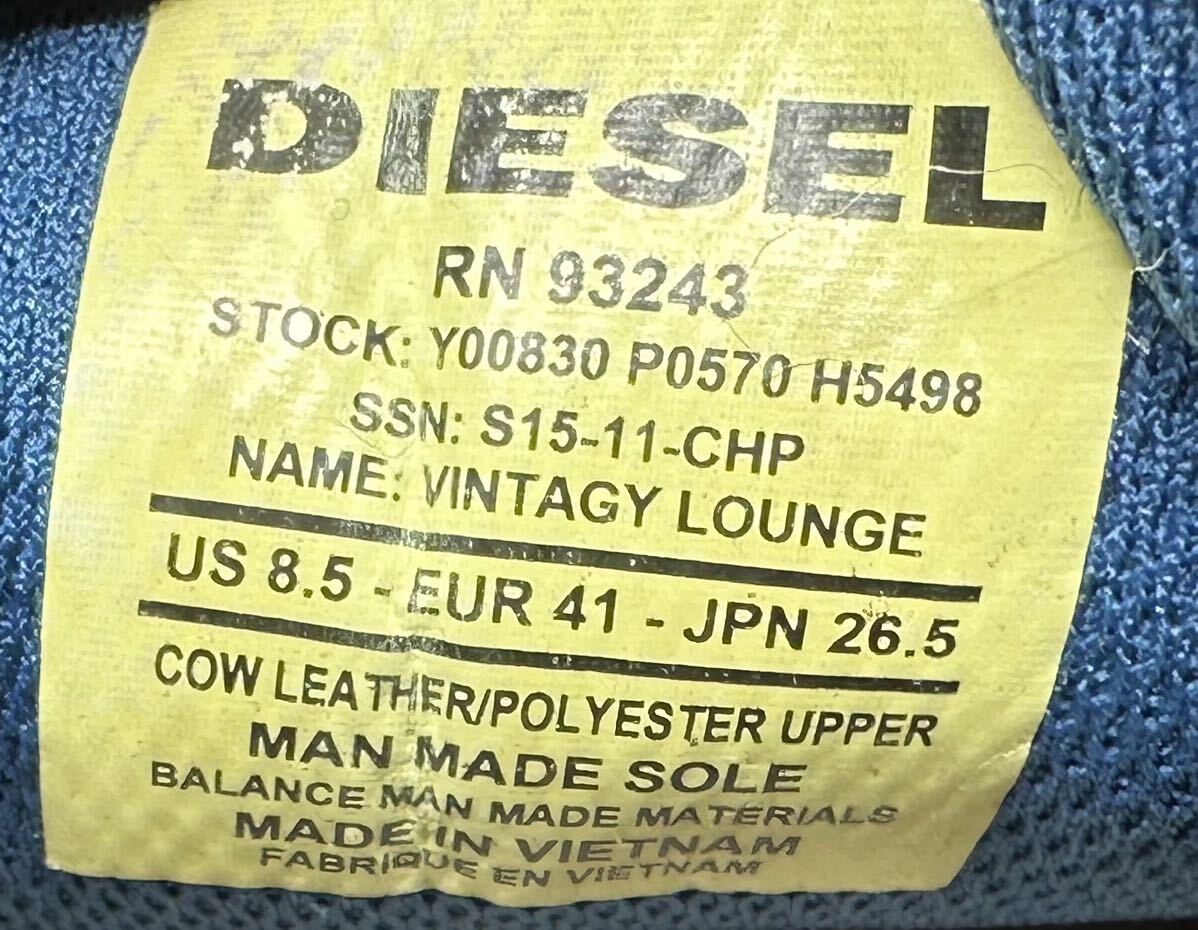 DIESEL
RN 93243
STOCK: Y00830 P0570 H5498
SSN: S15-11-CHP
NAME: VINTAGY LOUNGE
US 8.5 - EUR 41 - JPN 26.5
COW LEATHER/POLYESTER UPPER
MAN MADE SOLE
BALANCE MAN MADE MATERIALS
MADE IN VIETNAM
FABRIQUE EN VIETNAM